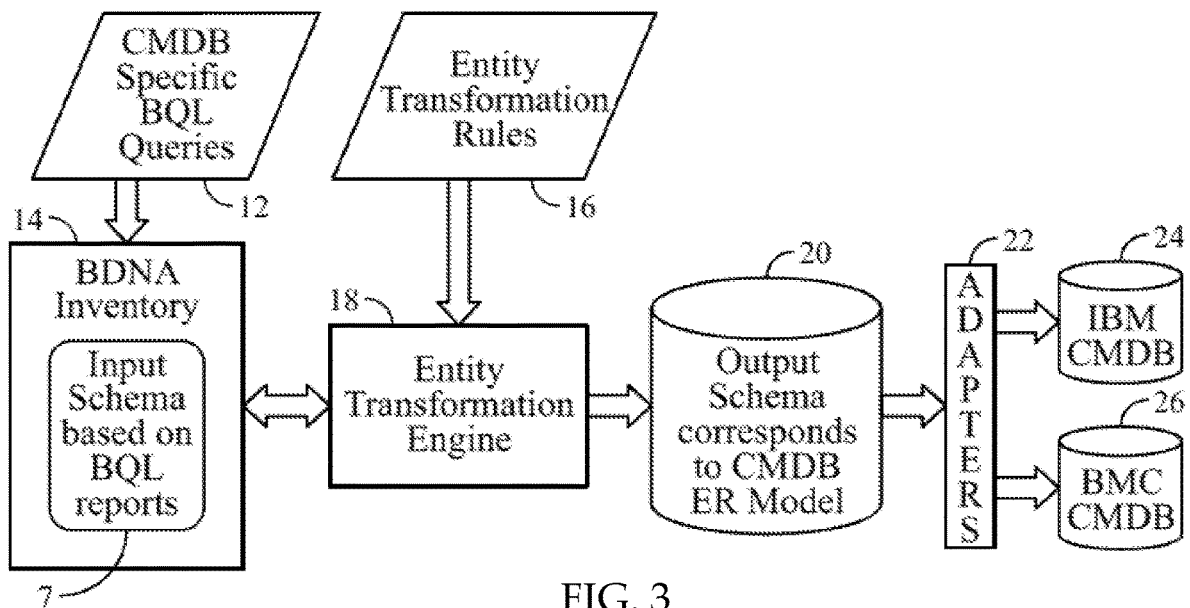 CMDB
Specific
BQL
Queries
12
Entity
Transformation
Rules
16
14
BDNA
Inventory
Input
Schema
based on
BQL
reports
7
18
Entity
Transformation
Engine
20
Output
Schema
corresponds
to CMDB
ER Model
22
ADAPTERS
24
IBM
CMDB
26
BMC
CMDB
FIG. 3